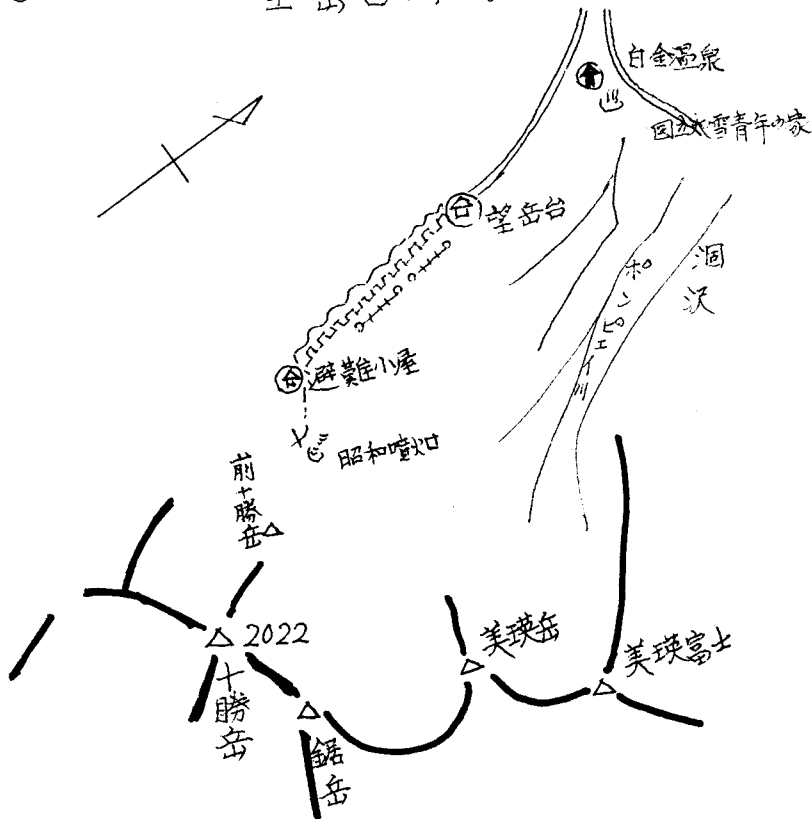 白金温泉
国立大雪青年の家
望岳台
涸沢
ポンピエイ川
避難小屋
昭和噴火口
前十勝岳
2022
十勝岳
鋸岳
美瑛岳
美瑛富士